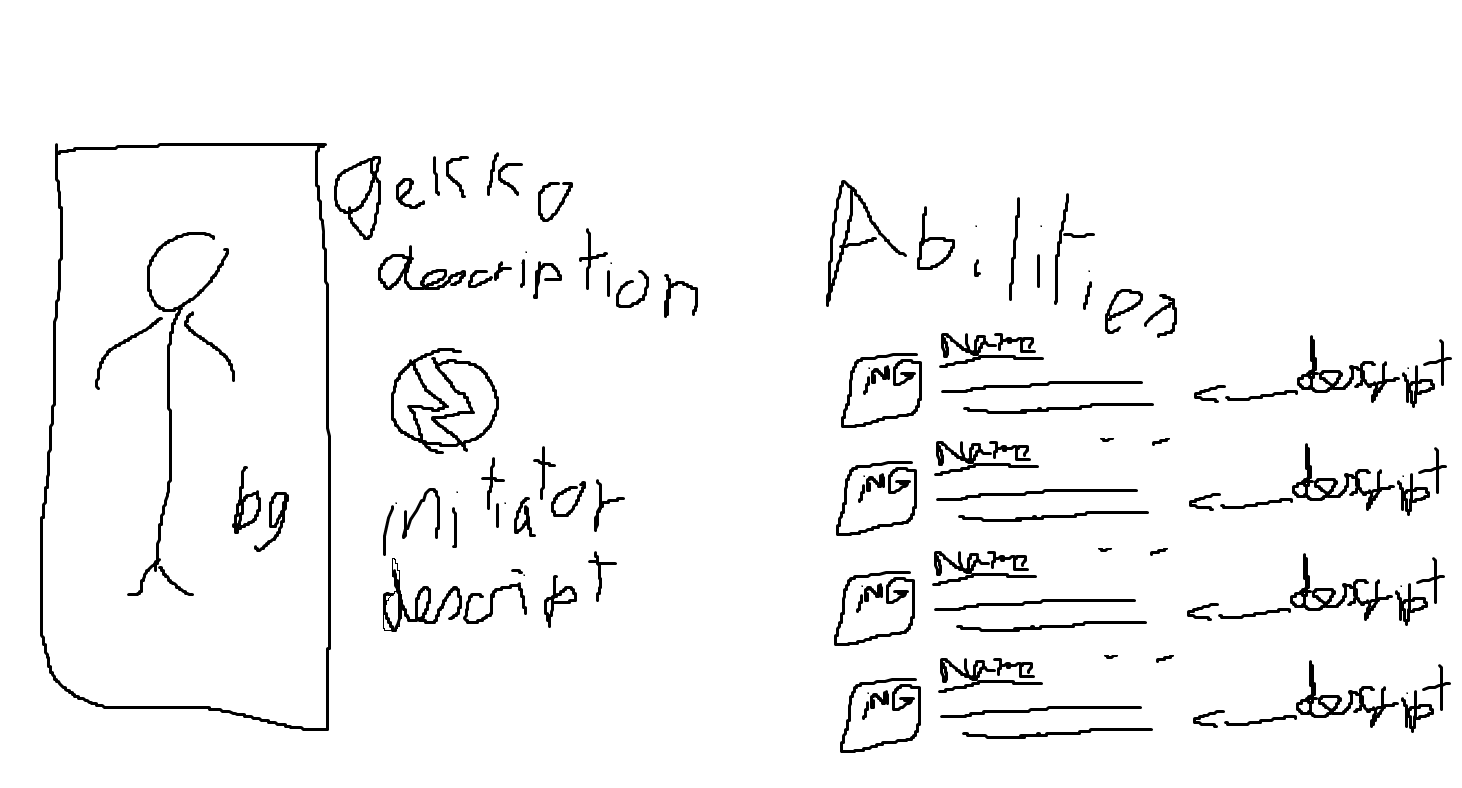 gekko
description
bg
initiator
descript
Abilities
Name
iNG
descript
Name
iNG
descript
Name
iNG
descript
Name
iNG
descript